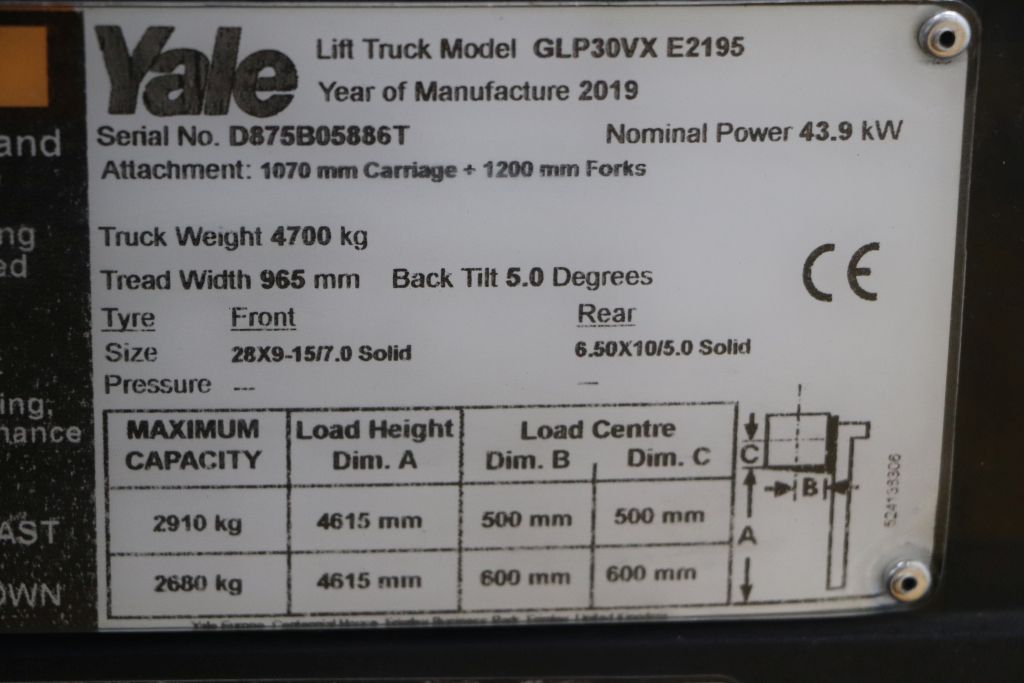 Yale
Lift Truck Model GLP30VX E2195
Year of Manufacture 2019
Serial No. D875B05886T Nominal Power 43.9 kW
Attachment: 1070 mm Carriage + 1200 mm Forks
Truck Weight 4700 kg
Tread Width 965 mm Back Tilt 5.0 Degrees
CE
Tyre Front Rear
Size 28X9-15/7.0 Solid 6.50X10/5.0 Solid
Pressure --- —
MAXIMUM CAPACITY Load Height Dim. A Load Centre Dim. B Dim. C
2910 kg 4615 mm 500 mm 500 mm
2680 kg 4615 mm 600 mm 600 mm
C
B
A
and
ng
ed
ing,
nance
AST
OWN